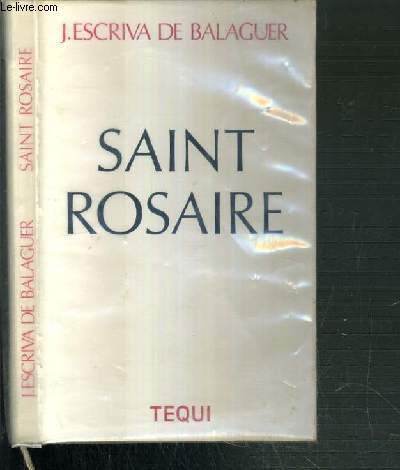 Le-Livre.com
J.ESCRIVA DE BALAGUER
SAINT
ROSAIRE
TEQUI
J.ESCRIVA DE BALAGUER SAINT ROSAIRE